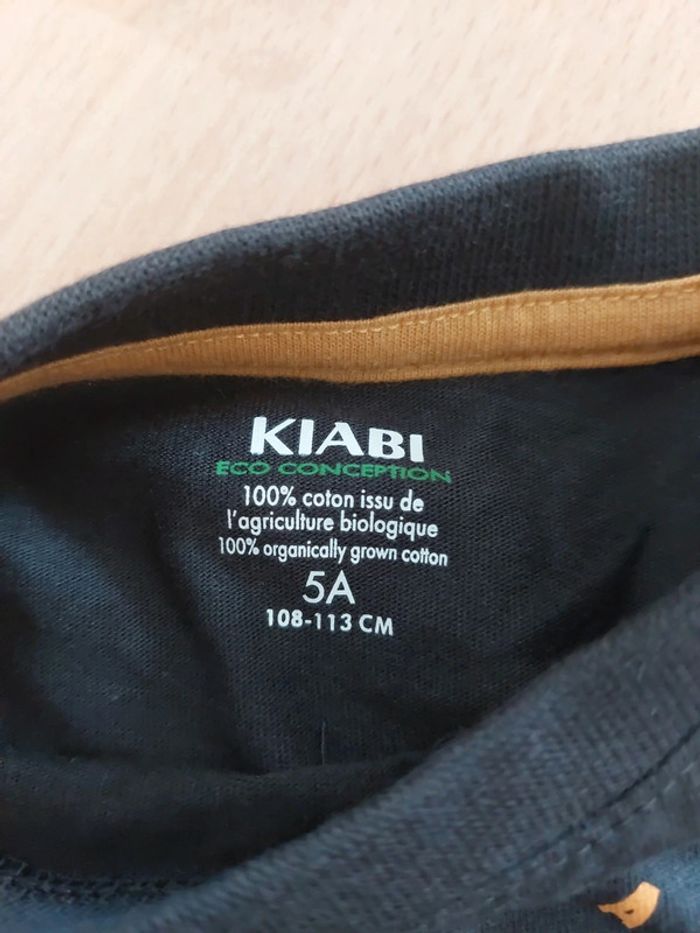 KIABI
ECO CONCEPTION
100% coton issu de
l'agriculture biologique
100% organically grown cotton
5A
108-113 CM